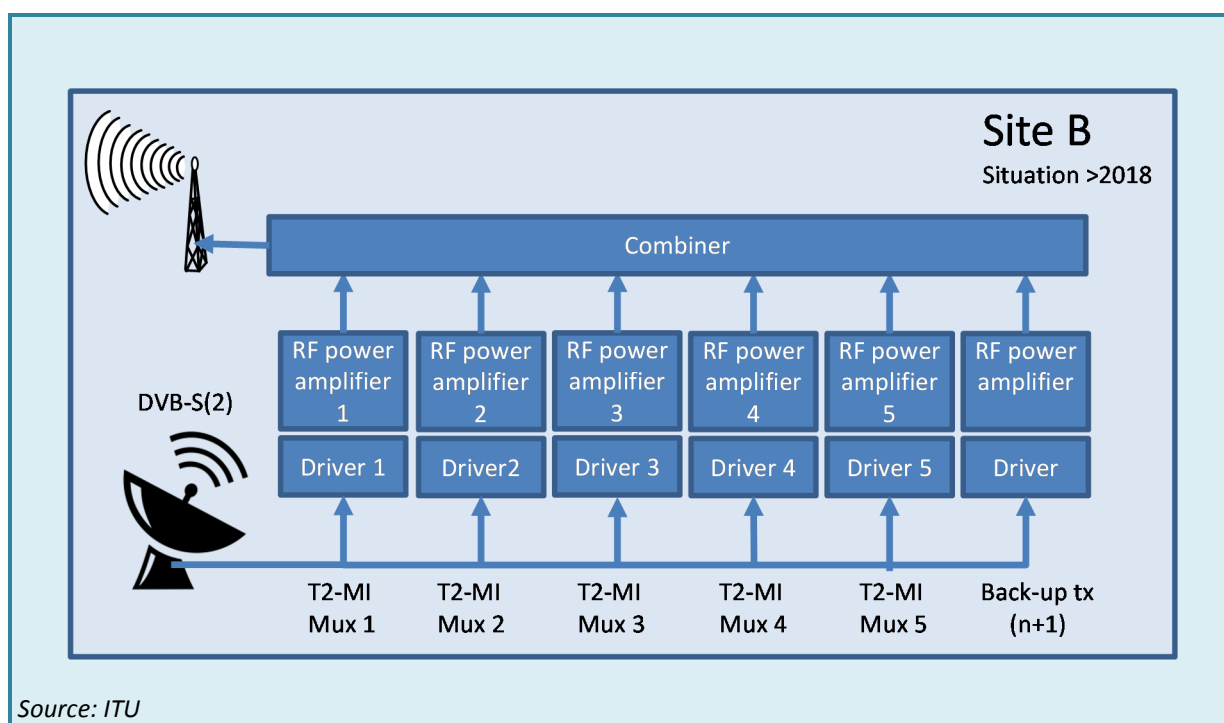 Site B
Situation >2018
Combiner
RF power
amplifier
1
RF power
amplifier
2
RF power
amplifier
3
RF power
amplifier
4
RF power
amplifier
5
RF power
amplifier
DVB-S(2)
Driver 1
Driver2
Driver 3
Driver 4
Driver 5
Driver
T2-MI
Mux 1
T2-MI
Mux 2
T2-MI
Mux 3
T2-MI
Mux 4
T2-MI
Mux 5
Back-up tx
(n+1)
Source: ITU